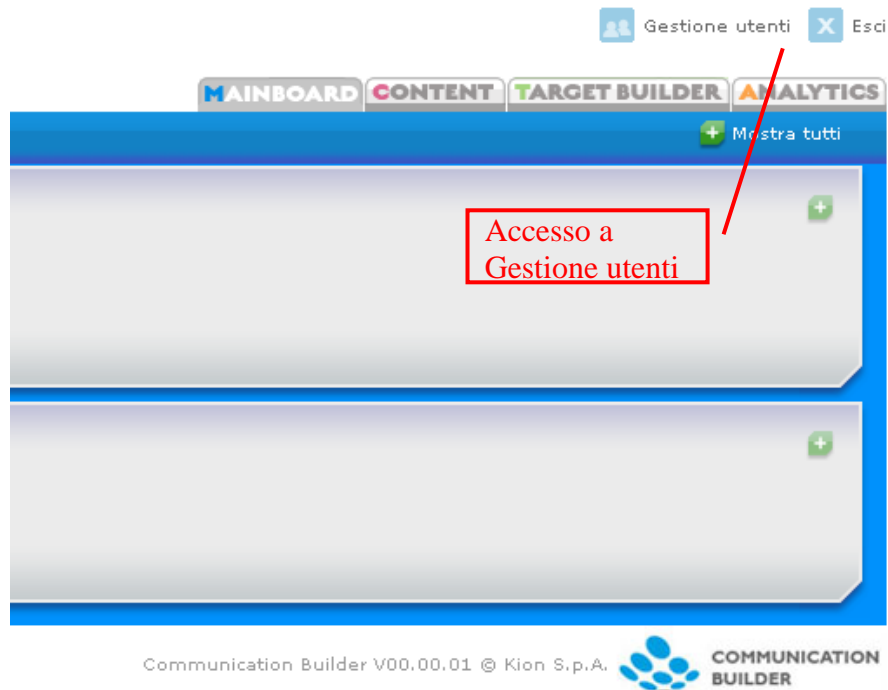 Gestione utenti
Esci
MAINBOARD
CONTENT
TARGET BUILDER
ANALYTICS
Mostra tutti
Accesso a
Gestione utenti
Communication Builder V00.00.01 © Kion S.p.A.
COMMUNICATION
BUILDER